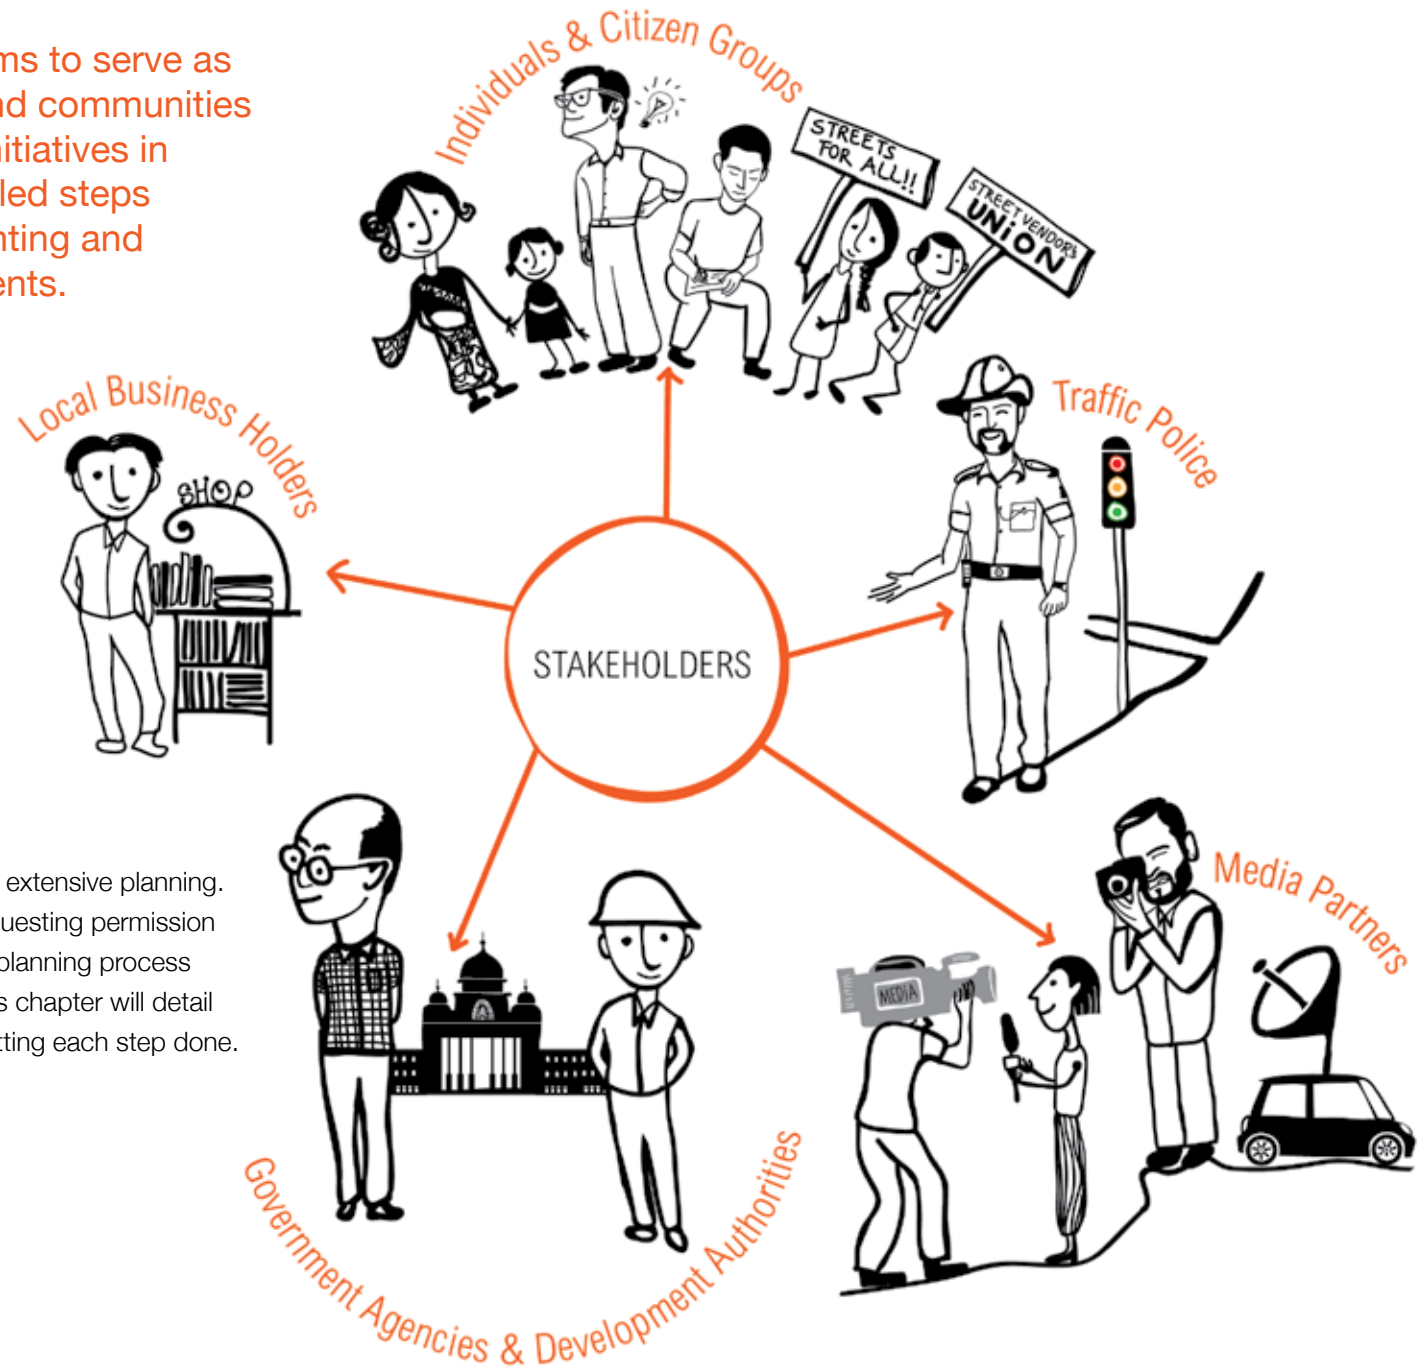 ms to serve as
nd communities
nitiatives in
led steps
nting and
ents.
Individuals & Citizen Groups
STREETS
FOR ALL!!
STREET VENDOR'S
UNION
Traffic Police
Local Business Holders
SHOP
STAKEHOLDERS
extensive planning.
questing permission
planning process
s chapter will detail
tting each step done.
Media Partners
MEDIA
Government Agencies & Development Authorities